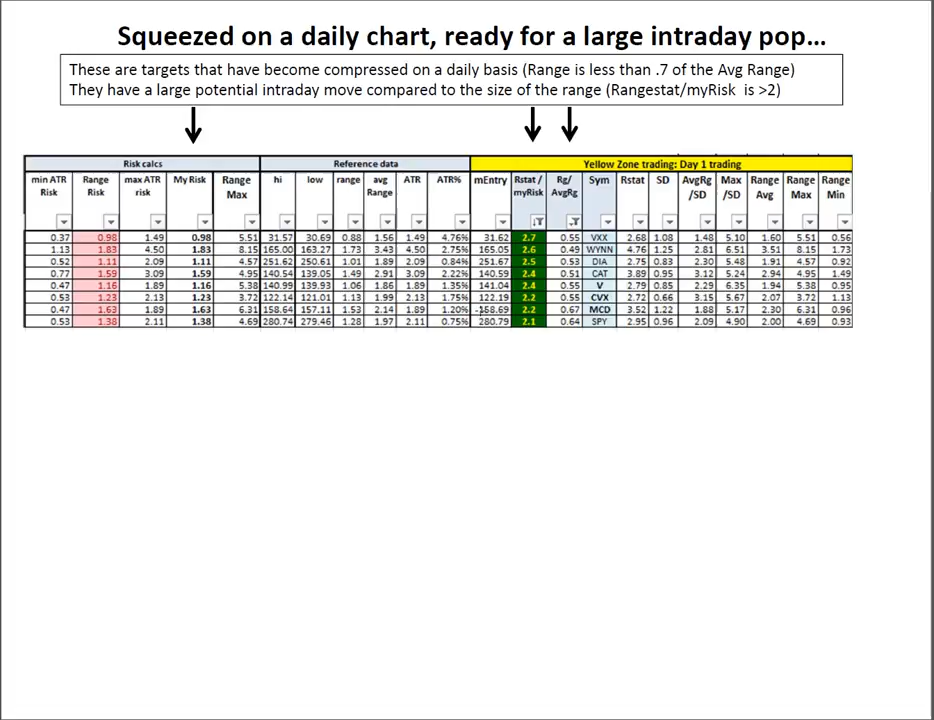 Squeezed on a daily chart, ready for a large intraday pop...
These are targets that have become compressed on a daily basis (Range is less than .7 of the Avg Range)
They have a large potential intraday move compared to the size of the range (Rangestat/myRisk is >2)
Risk calcs Reference data Yellow Zone trading: Day 1 trading
min ATR Risk Range Risk max ATR risk My Risk Range Max hi low range avg Range ATR ATR% mEntry Rstat / myRisk Rg/ AvgRg Sym Rstat SD AvgRg /SD Max /SD Range Avg Range Max Range Min
0.37 0.98 1.49 0.98 5.51 31.57 30.69 0.88 1.56 1.49 4.76% 31.62 2.7 0.55 VXX 2.68 1.08 1.48 5.10 1.60 5.51 0.56
1.13 1.83 4.50 1.83 8.15 165.00 163.27 1.73 3.43 4.50 2.75% 165.05 2.6 0.49 WYNN 4.76 1.25 2.81 6.51 3.51 8.15 1.73
0.52 1.11 2.09 1.11 4.57 251.62 250.61 1.01 1.89 2.09 0.84% 251.67 2.5 0.53 DIA 2.75 0.83 2.30 5.48 1.91 4.57 0.92
0.77 1.59 3.09 1.59 4.95 140.54 139.05 1.49 2.91 3.09 2.22% 140.59 2.4 0.51 CAT 3.89 0.95 3.12 5.24 2.94 4.95 1.49
0.47 1.16 1.89 1.16 5.38 140.99 139.93 1.06 1.86 1.89 1.35% 141.04 2.4 0.55 V 2.79 0.85 2.29 6.35 1.94 5.38 0.95
0.53 1.23 2.13 1.23 3.72 122.14 121.01 1.13 1.99 2.13 1.75% 122.19 2.2 0.55 CVX 2.72 0.66 3.15 5.67 2.07 3.72 1.13
0.47 1.63 1.89 1.63 6.31 158.64 157.11 1.53 2.14 1.89 1.20% 158.69 2.2 0.67 MCD 3.52 1.22 1.88 5.17 2.30 6.31 0.96
0.53 1.38 2.11 1.38 4.69 280.74 279.46 1.28 1.97 2.11 0.75% 280.79 2.1 0.64 SPY 2.95 0.96 2.09 4.90 2.00 4.69 0.93